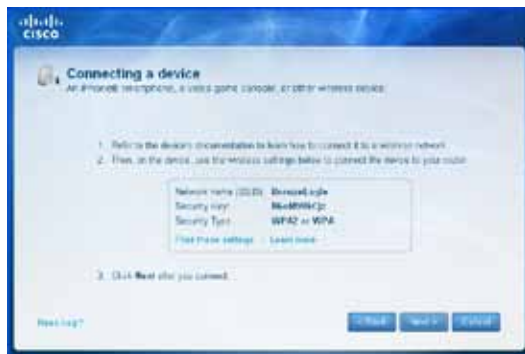 CISCO
Connecting a device
An iPhone® smartphone, a video game console, or other wireless device
1. Refer to the device's documentation to learn how to connect it to a wireless network.
2. Then, on the device, use the wireless settings below to connect the device to your router.
Network name (SSID):
Security Key:
Security Type: WPA2 or WPA
Print these settings Learn more
3. Click Next after you connect.
Need help?
< Back Next > Cancel